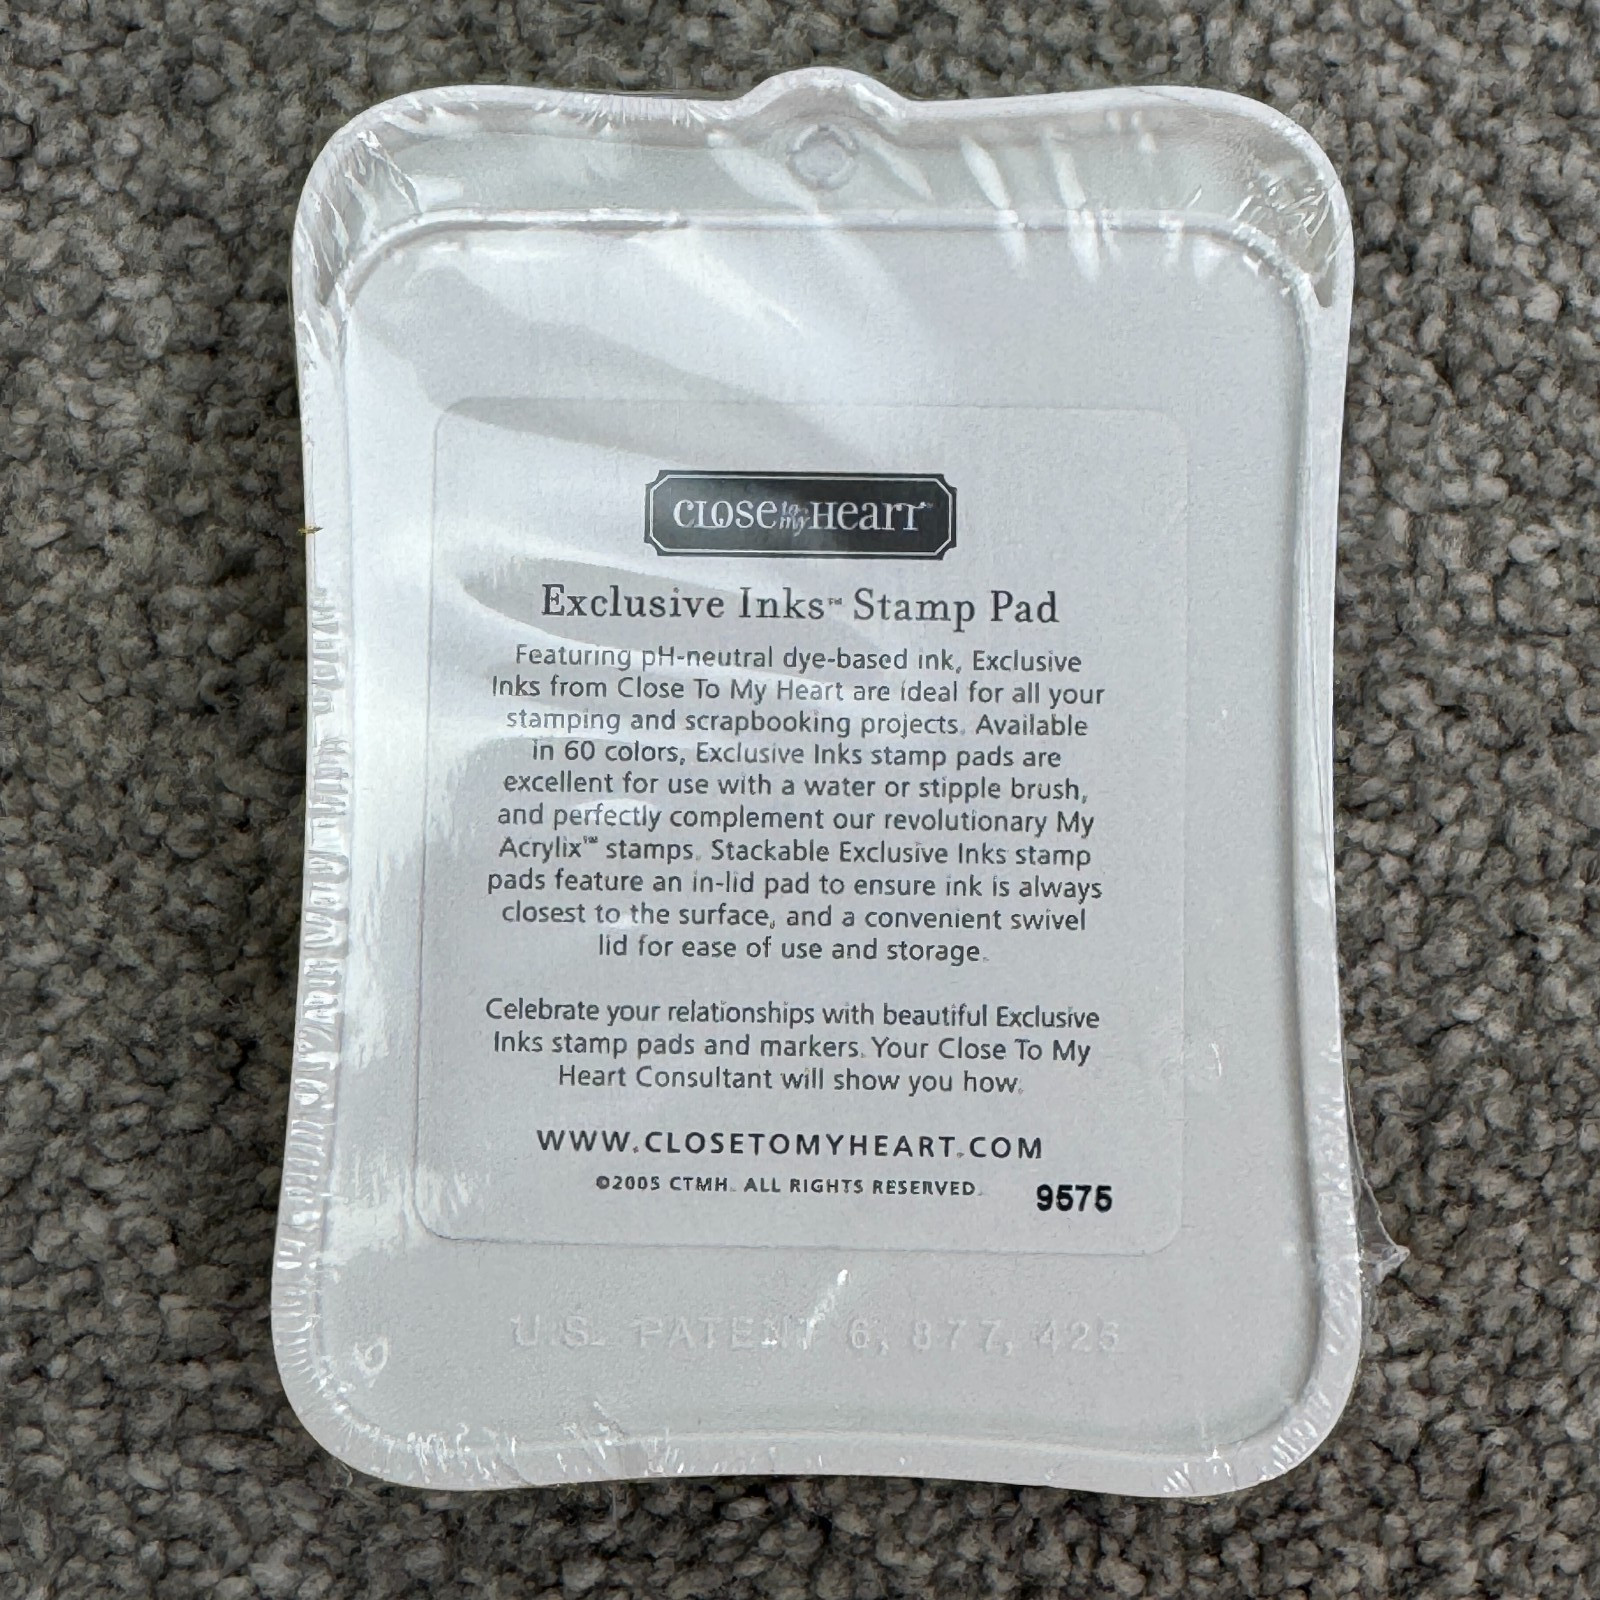 CLOSE to my HEART™
Exclusive Inks™ Stamp Pad
Featuring pH-neutral dye-based ink, Exclusive
Inks from Close To My Heart are ideal for all your
stamping and scrapbooking projects. Available
in 60 colors, Exclusive Inks stamp pads are
excellent for use with a water or stipple brush,
and perfectly complement our revolutionary My
Acrylix™ stamps. Stackable Exclusive Inks stamp
pads feature an in-lid pad to ensure ink is always
closest to the surface, and a convenient swivel
lid for ease of use and storage.
Celebrate your relationships with beautiful Exclusive
Inks stamp pads and markers. Your Close To My
Heart Consultant will show you how.
WWW.CLOSETOMYHEART.COM
©2005 CTMH. ALL RIGHTS RESERVED.
9575
U.S. PATENT 6,877,425